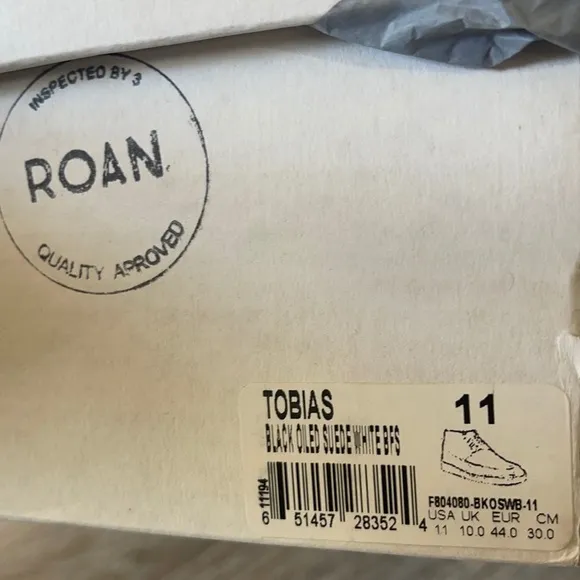 INSPECTED BY 3
ROAN
QUALITY APROVED
TOBIAS
11
BLACK OILED SUEDE WHITE BFS
11194
6 51457 28352 4
F804080-BKOSWB-11
USA UK EUR CM
11 10.0 44.0 30.0